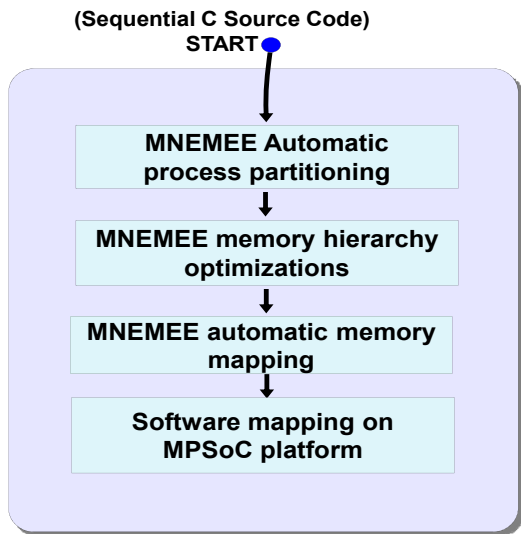 (Sequential C Source Code)
START
MNEMEE Automatic
process partitioning
MNEMEE memory hierarchy
optimizations
MNEMEE automatic memory
mapping
Software mapping on
MPSoC platform